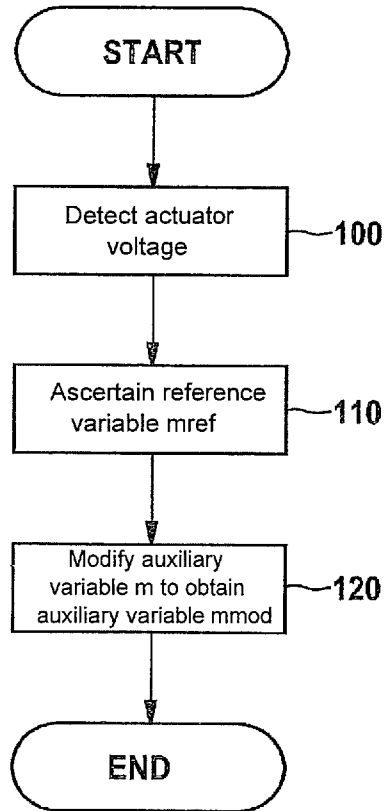 START
Detect actuator
voltage
100
Ascertain reference
variable mref
110
Modify auxiliary
variable m to obtain
auxiliary variable mmod
120
END